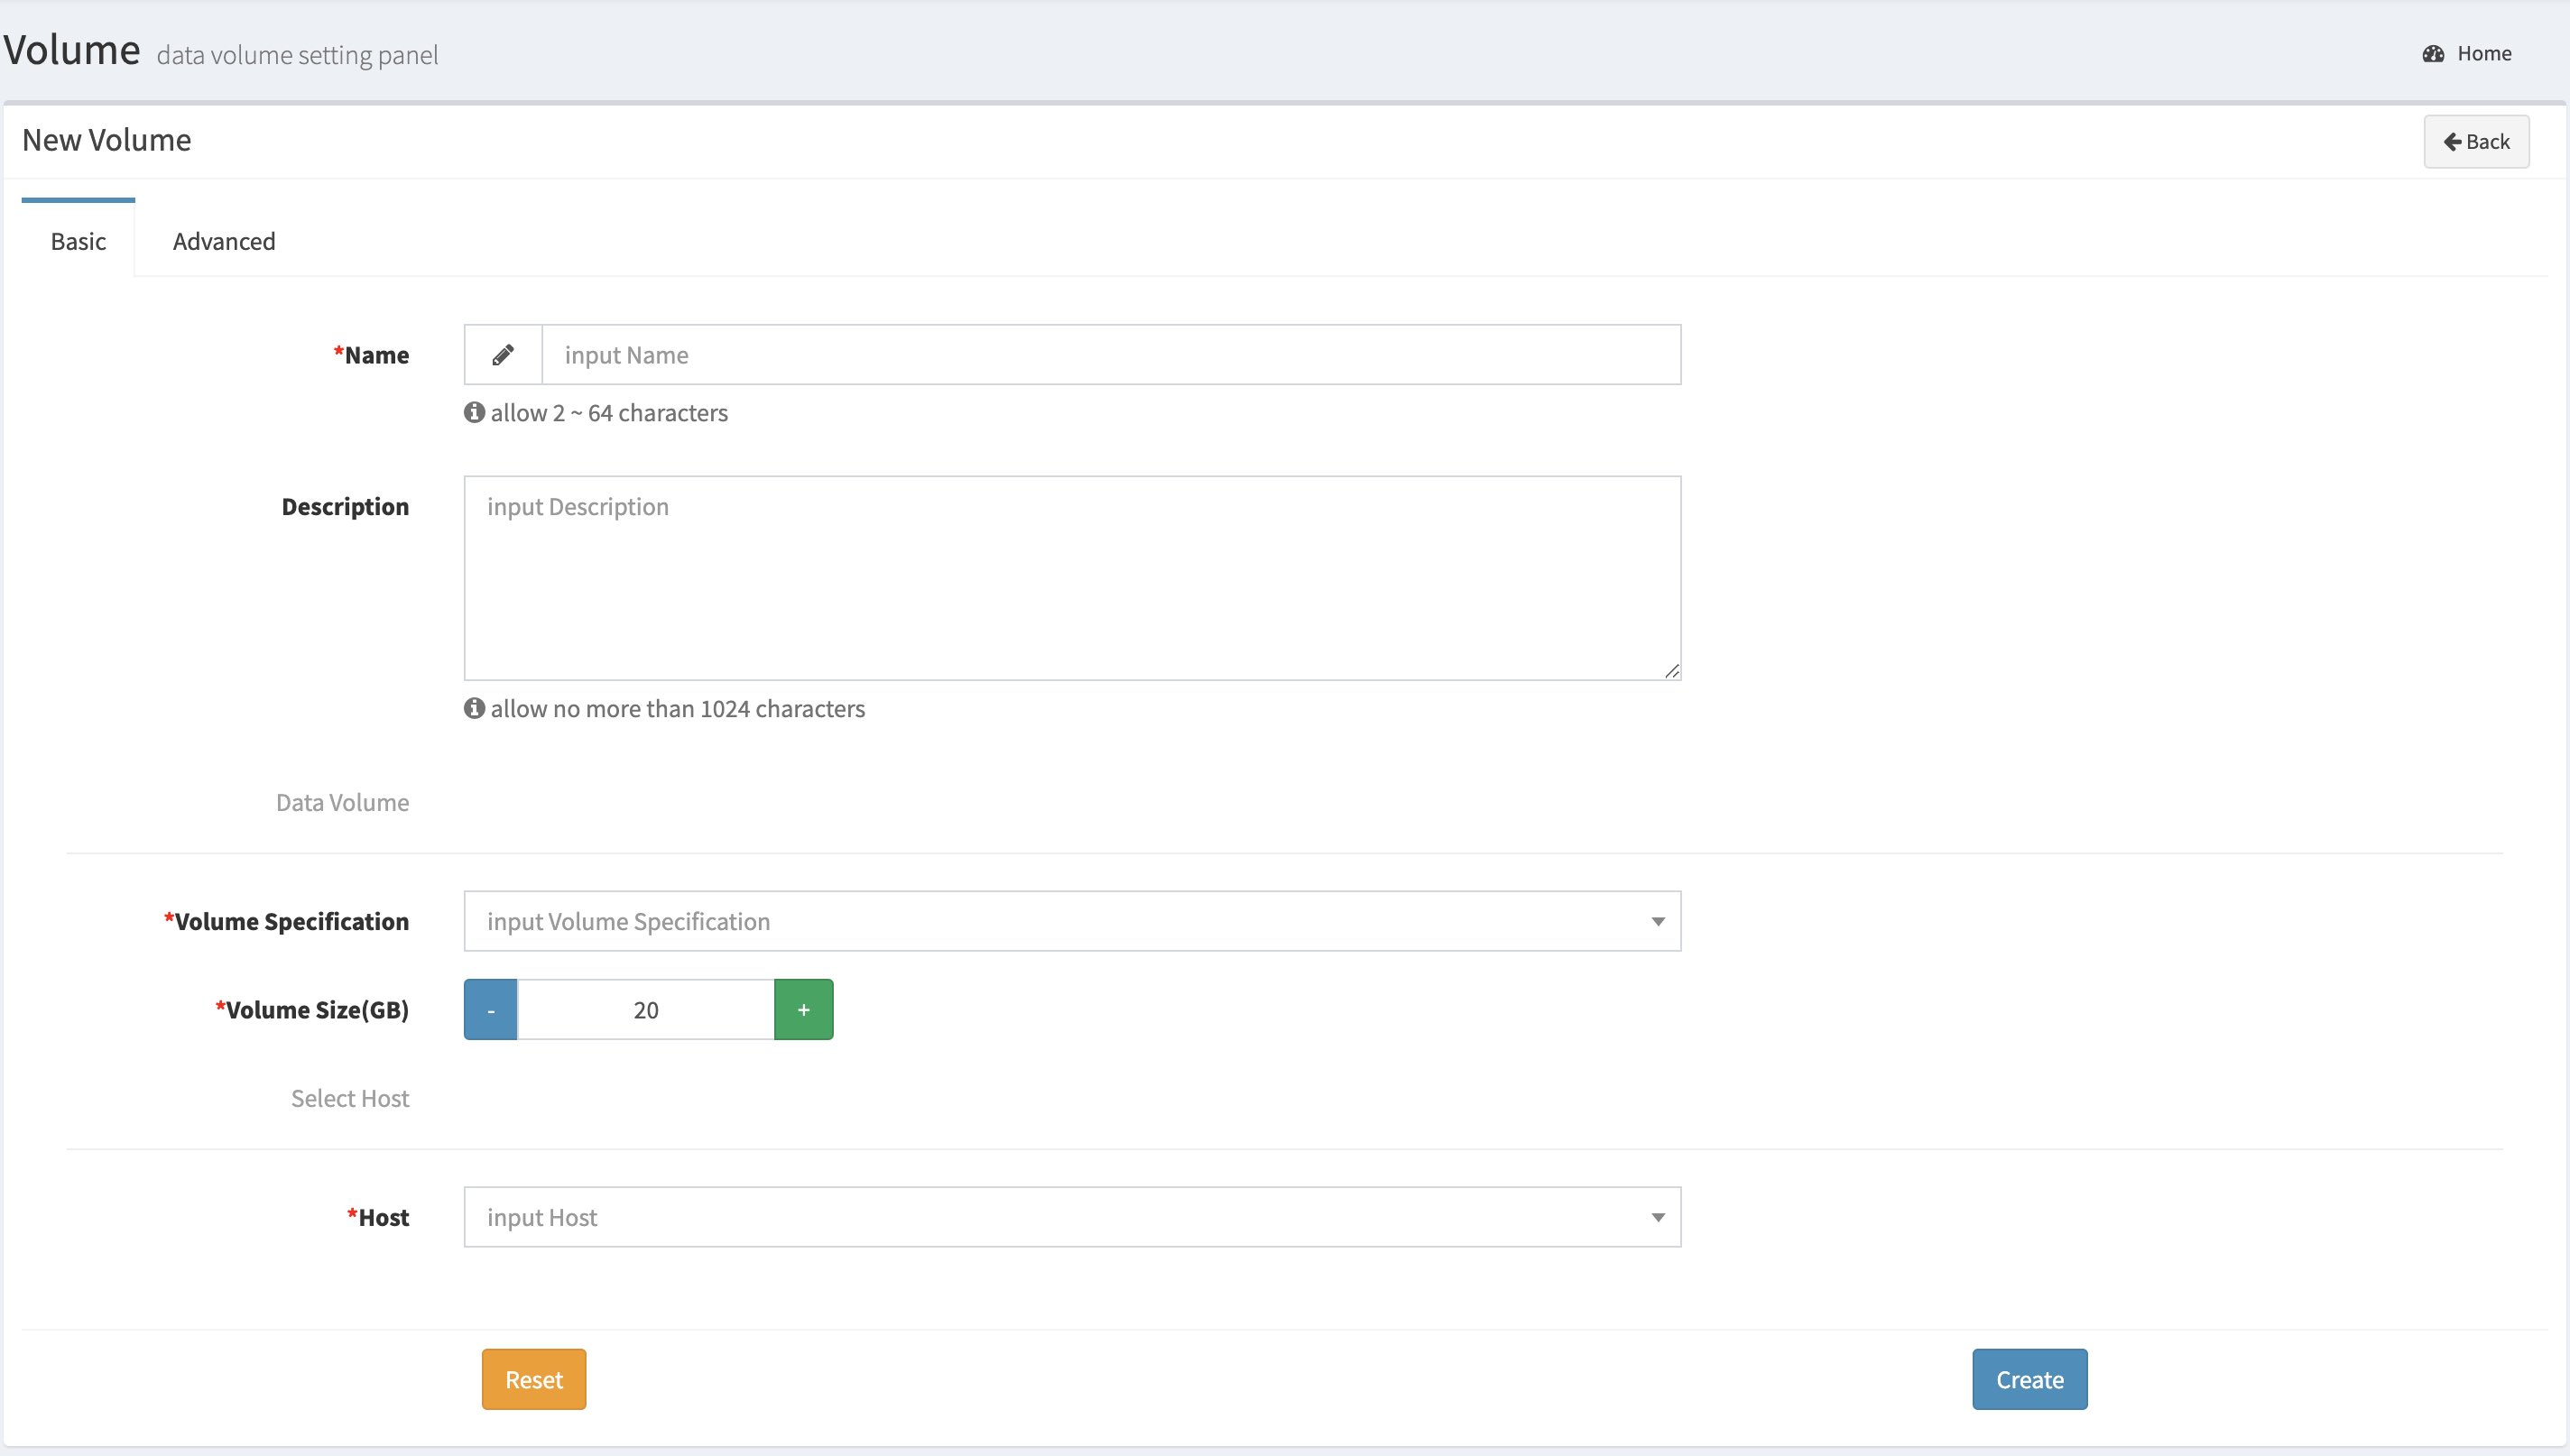 Volume data volume setting panel
Home
New Volume
Back
Basic
Advanced
*Name
input Name
allow 2 ~ 64 characters
Description
input Description
allow no more than 1024 characters
Data Volume
*Volume Specification
input Volume Specification
*Volume Size(GB)
- 20 +
Select Host
*Host
input Host
Reset
Create